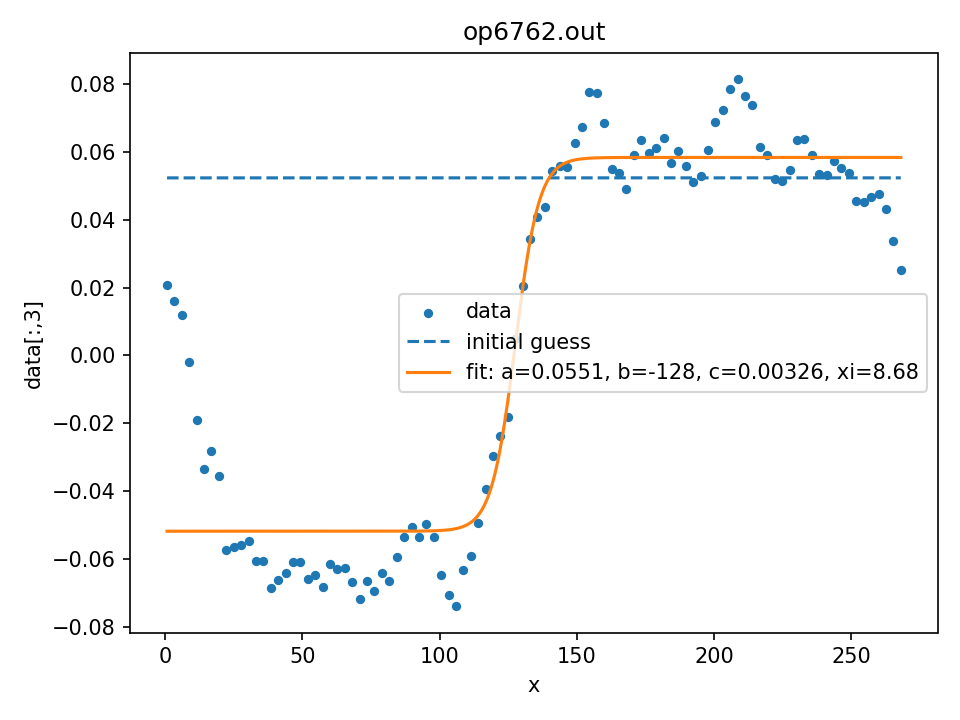 op6762.out
data[:,3]
0.08
0.06
0.04
0.02
0.00
−0.02
−0.04
−0.06
−0.08
data
initial guess
fit: a=0.0551, b=-128, c=0.00326, xi=8.68
0 50 100 150 200 250
x